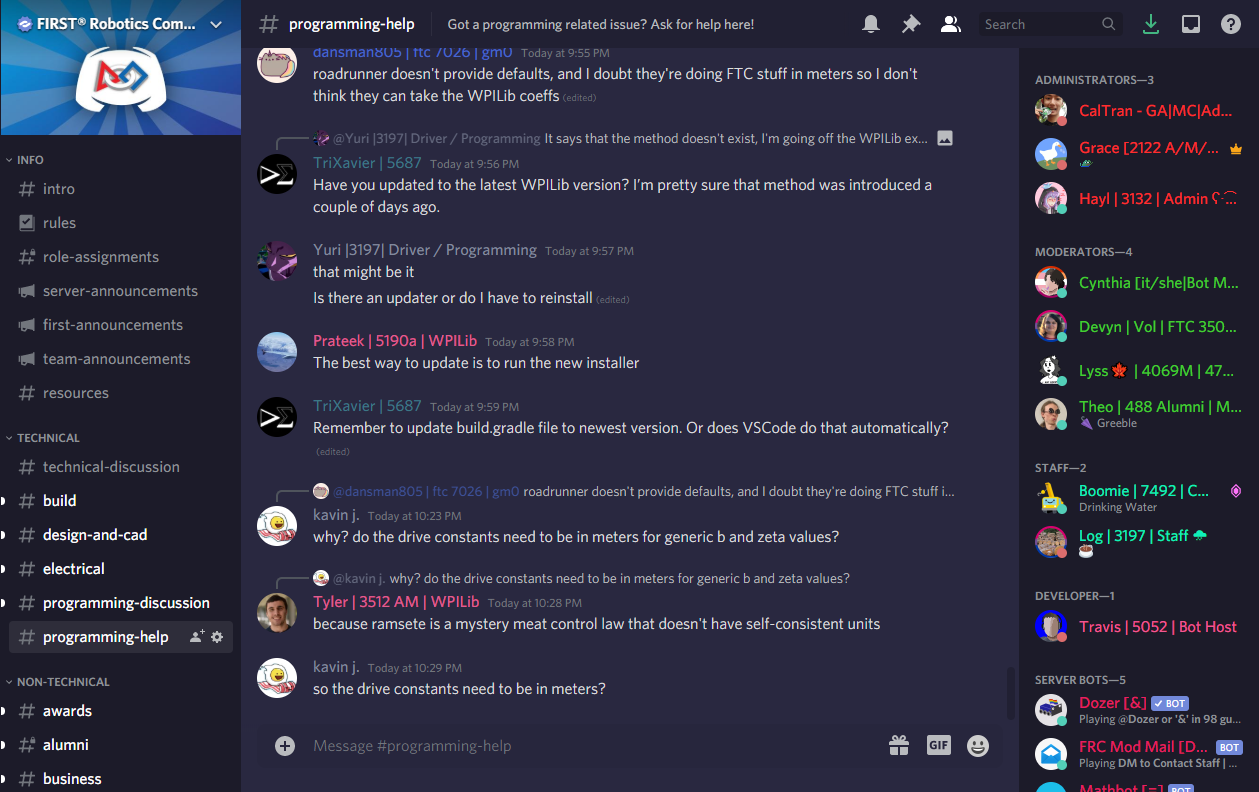 FIRST® Robotics Com...
programming-help
Got a programming related issue? Ask for help here!
Search
INFO
intro
rules
role-assignments
server-announcements
first-announcements
team-announcements
resources
TECHNICAL
technical-discussion
build
design-and-cad
electrical
programming-discussion
programming-help
NON-TECHNICAL
awards
alumni
business
dansman805 | ftc 7026 | gm0 Today at 9:55 PM
roadrunner doesn't provide defaults, and I doubt they're doing FTC stuff in meters so I don't
think they can take the WPILib coeffs (edited)
@Yuri |3197| Driver / Programming It says that the method doesn't exist, I'm going off the WPILib ex...
TriXavier | 5687 Today at 9:56 PM
Have you updated to the latest WPILib version? I'm pretty sure that method was introduced a
couple of days ago.
Yuri |3197| Driver / Programming Today at 9:57 PM
that might be it
Is there an updater or do I have to reinstall (edited)
Prateek | 5190a | WPILib Today at 9:58 PM
The best way to update is to run the new installer
TriXavier | 5687 Today at 9:59 PM
Remember to update build.gradle file to newest version. Or does VSCode do that automatically?
(edited)
@dansman805 | ftc 7026 | gm0 roadrunner doesn't provide defaults, and I doubt they're doing FTC stuff i...
kavin j. Today at 10:23 PM
why? do the drive constants need to be in meters for generic b and zeta values?
@kavin j. why? do the drive constants need to be in meters for generic b and zeta values?
Tyler | 3512 AM | WPILib Today at 10:28 PM
because ramsete is a mystery meat control law that doesn't have self-consistent units
kavin j. Today at 10:29 PM
so the drive constants need to be in meters?
Message #programming-help
GIF
ADMINISTRATORS—3
CalTran - GA|MC|Ad...
Grace [2122 A/M/...
Hayl | 3132 | Admin ʕ·͡...
MODERATORS—4
Cynthia [it/she|Bot M...
Devyn | Vol | FTC 350...
Lyss🍁 | 4069M | 47...
Theo | 488 Alumni | M...
Greeble
STAFF—2
Boomie | 7492 | C...
Drinking Water
Log | 3197 | Staff
DEVELOPER—1
Travis | 5052 | Bot Host
SERVER BOTS—5
Dozer [&] ✓ BOT
Playing @Dozer or '&' in 98 gu...
FRC Mod Mail [D... BOT
Playing DM to Contact Staff | ...
Mathbot [=] BOT